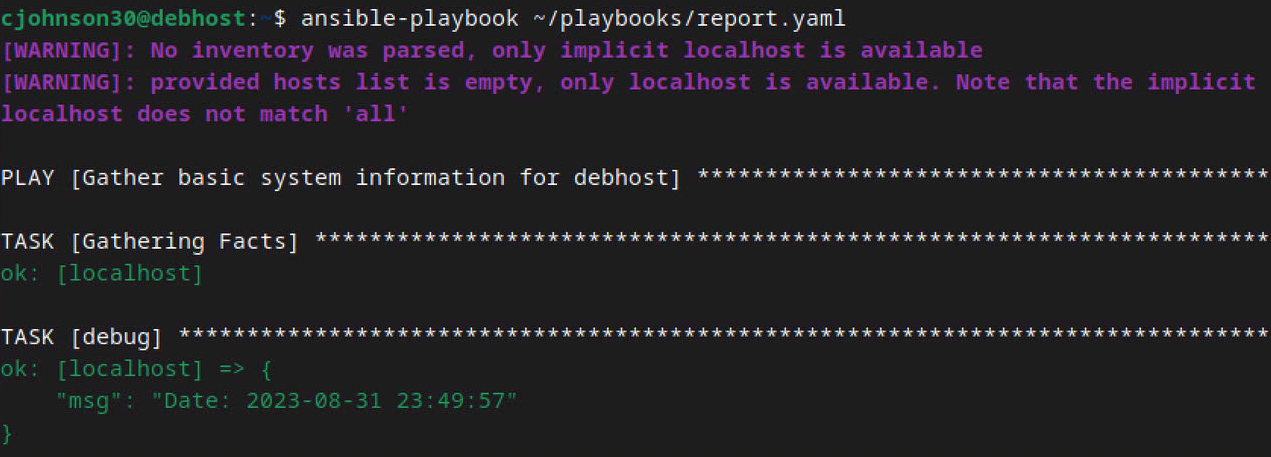 cjohnson30@debhost:~$ ansible-playbook ~/playbooks/report.yaml
[WARNING]: No inventory was parsed, only implicit localhost is available
[WARNING]: provided hosts list is empty, only localhost is available. Note that the implicit
localhost does not match 'all'
PLAY [Gather basic system information for debhost] ******************************************
TASK [Gathering Facts] **********************************************************************
ok: [localhost]
TASK [debug] ********************************************************************************
ok: [localhost] => {
    "msg": "Date: 2023-08-31 23:49:57"
}